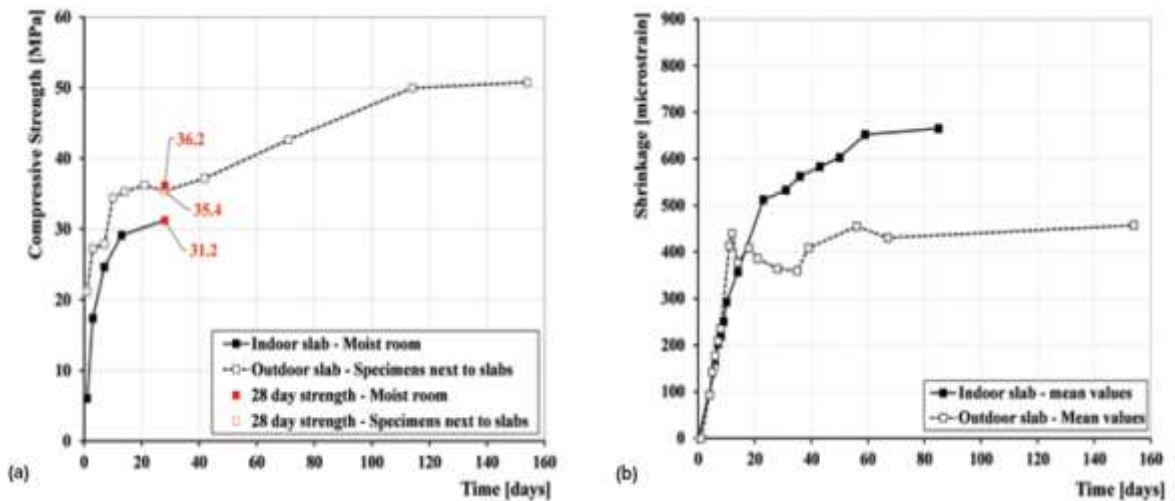 Compressive Strength [MPa]
60
50
40
30
20
10
0
36.2
35.4
31.2
Indoor slab - Moist room
Outdoor slab - Specimens next to slabs
28 day strength - Moist room
28 day strength - Specimens next to slabs
0 20 40 60 80 100 120 140 160
Time [days]
(a)
Shrinkage [microstrain]
900
800
700
600
500
400
300
200
100
0
Indoor slab - mean values
Outdoor slab - Mean values
0 20 40 60 80 100 120 140 160
Time [days]
(b)